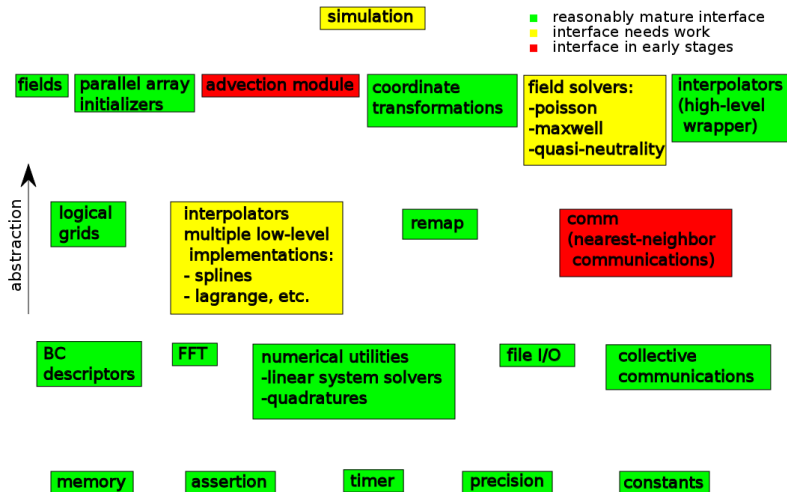 simulation
reasonably mature interface
interface needs work
interface in early stages
fields
parallel array
initializers
advection module
coordinate
transformations
field solvers:
-poisson
-maxwell
-quasi-neutrality
interpolators
(high-level
wrapper)
abstraction
logical
grids
interpolators
multiple low-level
implementations:
- splines
- lagrange, etc.
remap
comm
(nearest-neighbor
communications)
BC
descriptors
FFT
numerical utilities
-linear system solvers
-quadratures
file I/O
collective
communications
memory
assertion
timer
precision
constants